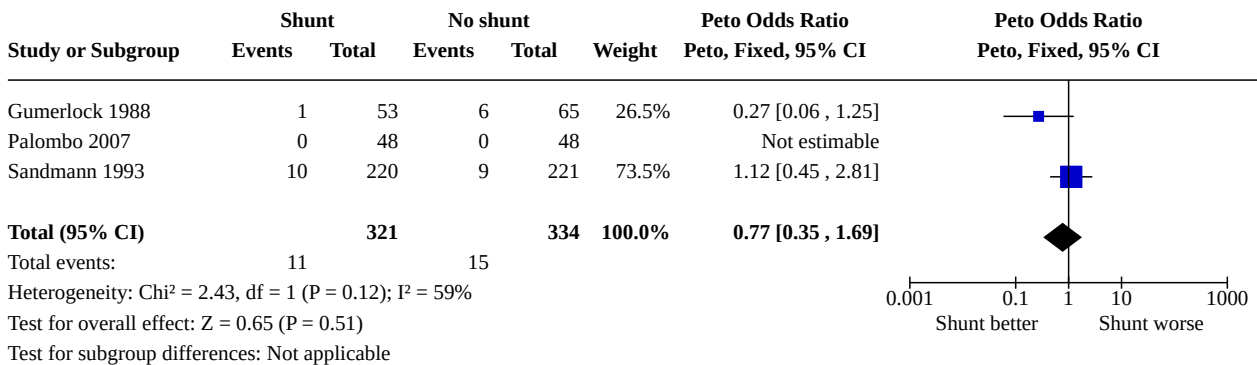 Shunt No shunt Peto Odds Ratio Peto Odds Ratio
Study or Subgroup Events Total Events Total Weight Peto, Fixed, 95% CI Peto, Fixed, 95% CI
Gumerlock 1988 1 53 6 65 26.5% 0.27 [0.06 , 1.25]
Palombo 2007 0 48 0 48 Not estimable
Sandmann 1993 10 220 9 221 73.5% 1.12 [0.45 , 2.81]
Total (95% CI) 321 334 100.0% 0.77 [0.35 , 1.69]
Total events: 11 15
Heterogeneity: Chi² = 2.43, df = 1 (P = 0.12); I² = 59%
0.001 0.1 1 10 1000
Test for overall effect: Z = 0.65 (P = 0.51) Shunt better Shunt worse
Test for subgroup differences: Not applicable